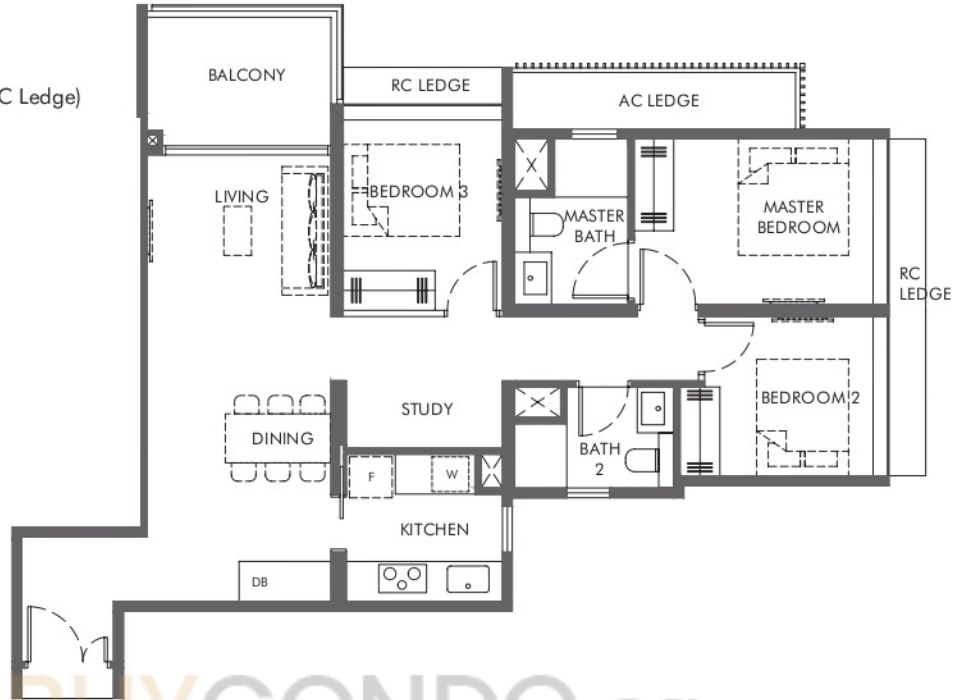 C Ledge)
BALCONY
RC LEDGE
AC LEDGE
LIVING
BEDROOM 3
MASTER
BATH
MASTER
BEDROOM
RC
LEDGE
STUDY
DINING
BEDROOM 2
BATH
2
F
W
KITCHEN
DB